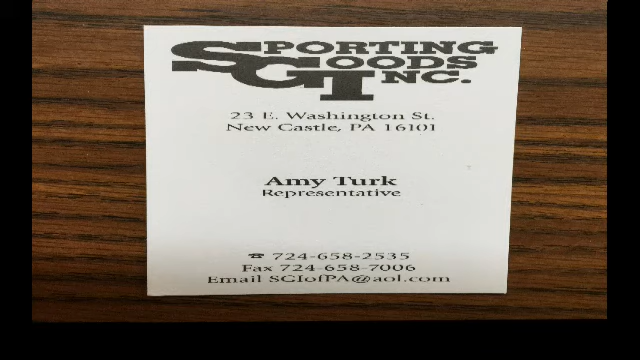 SPORTING
GOODS
INC.
23 E. Washington St.
New Castle, PA 16101
Amy Turk
Representative
☎ 724-658-2535
Fax 724-658-7006
Email SGIofPA@aol.com